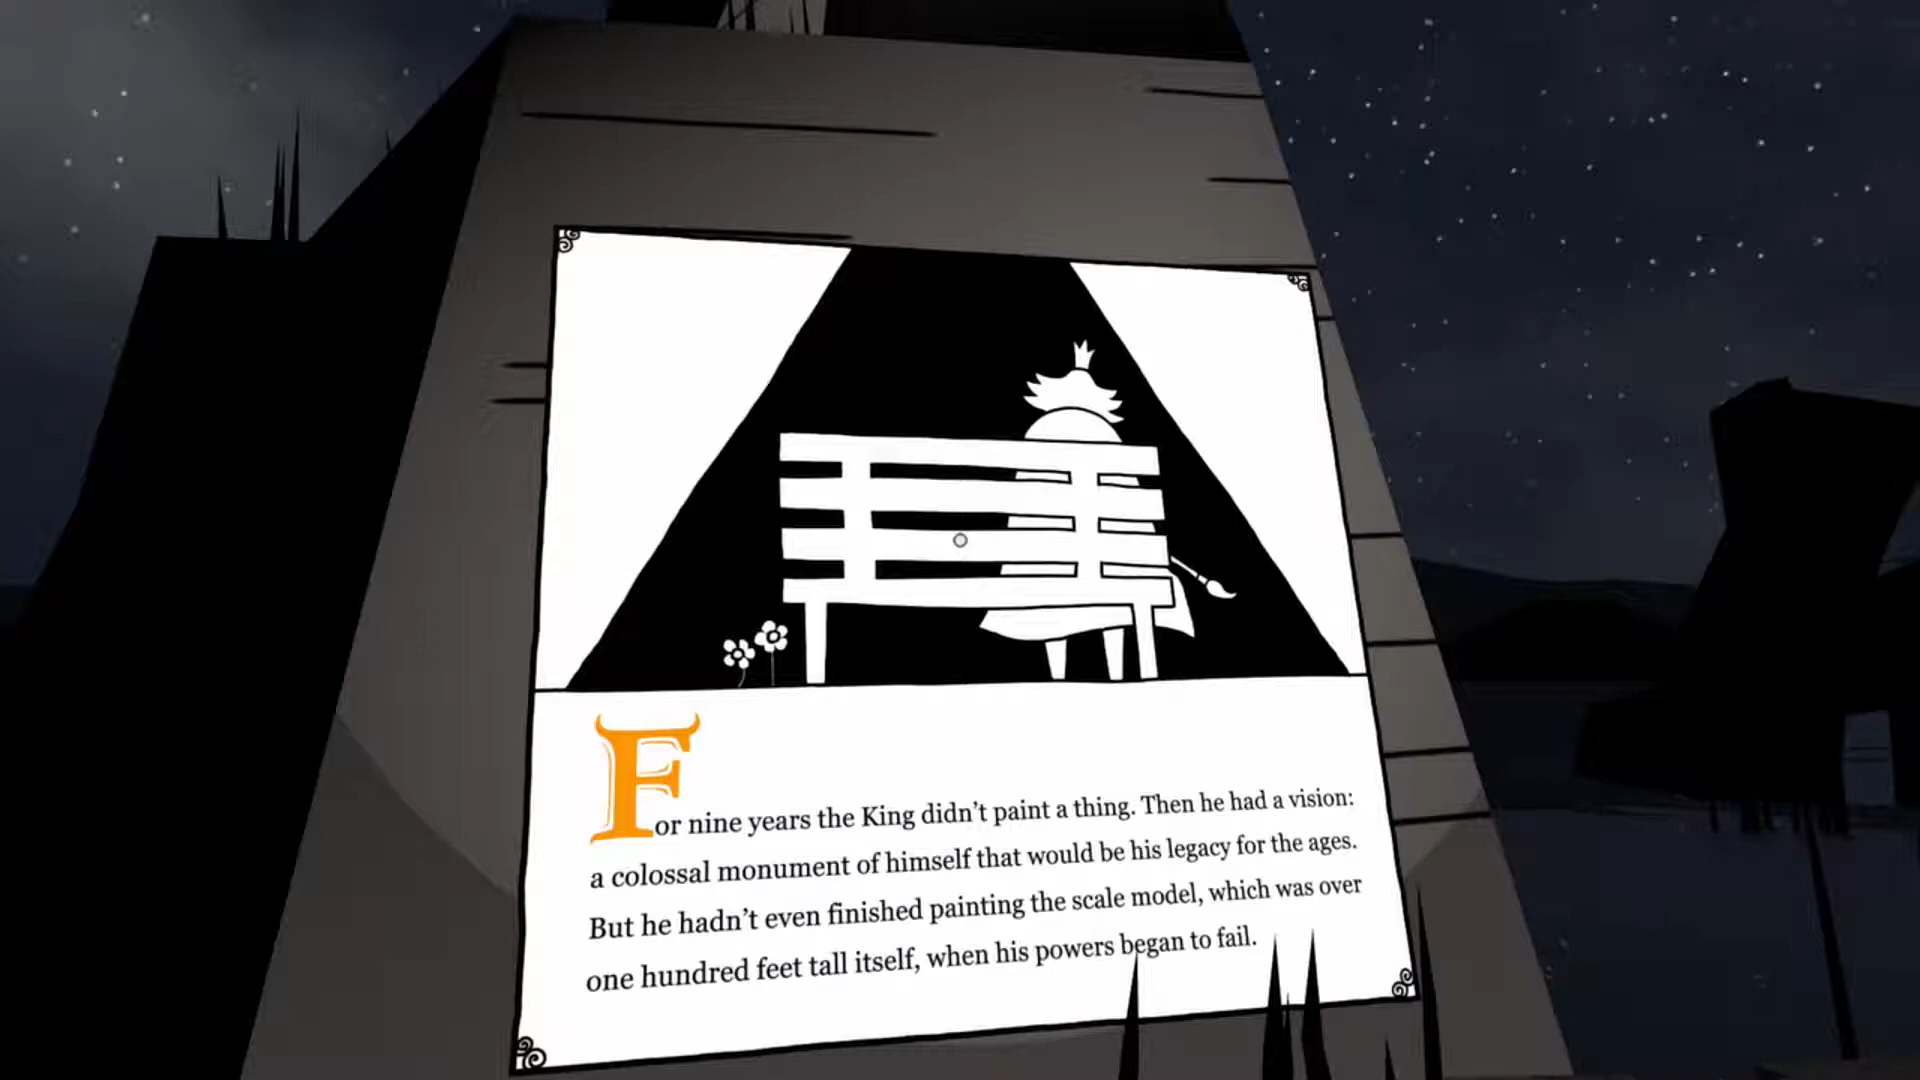 For nine years the King didn't paint a thing. Then he had a vision:
a colossal monument of himself that would be his legacy for the ages.
But he hadn't even finished painting the scale model, which was over
one hundred feet tall itself, when his powers began to fail.